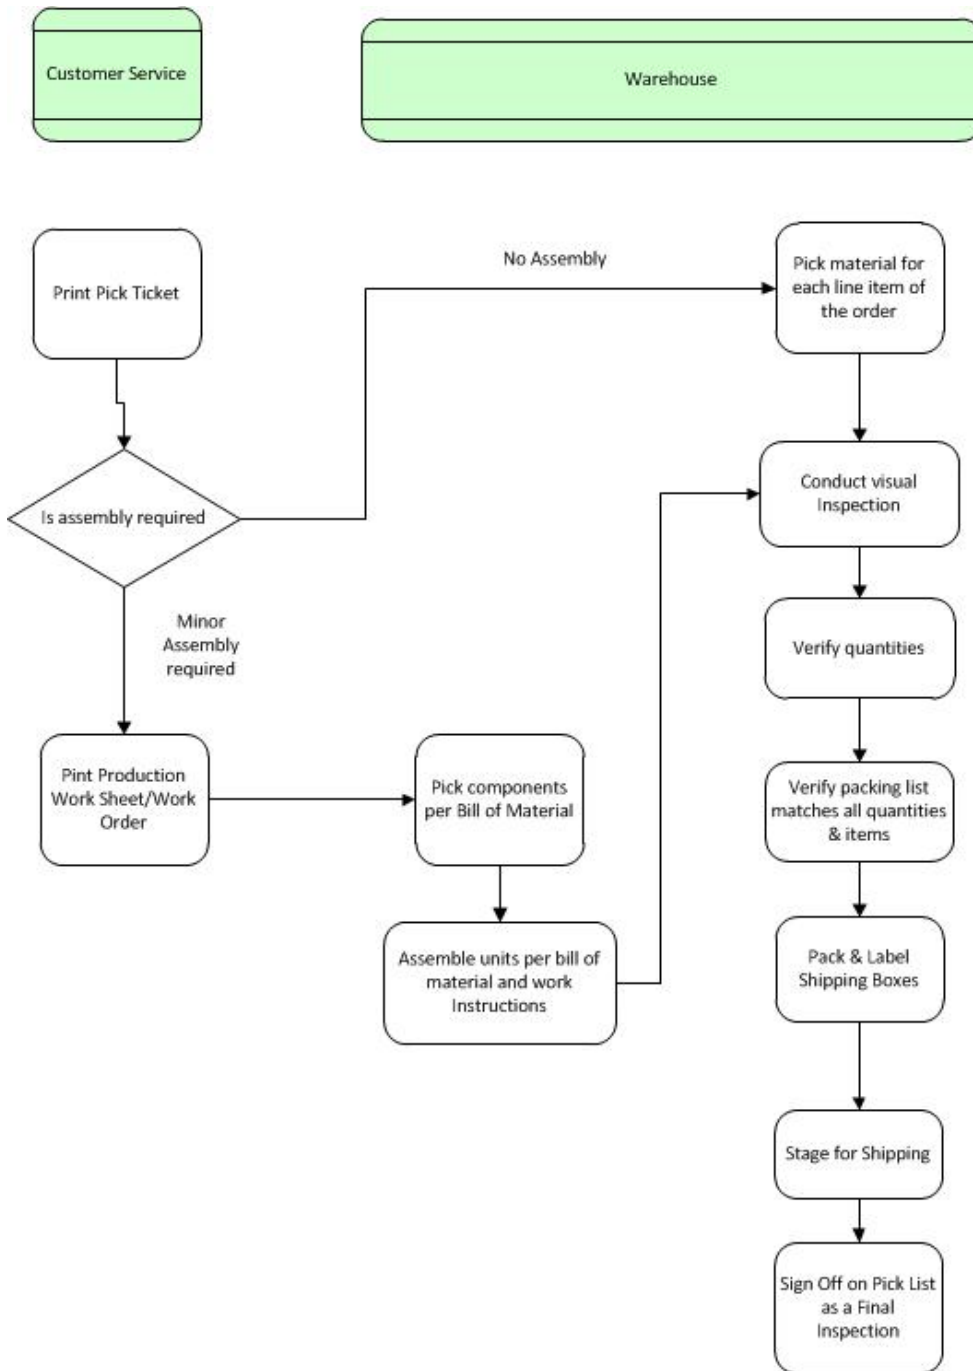 Customer Service
Warehouse
Print Pick Ticket
No Assembly
Pick material for
each line item of
the order
Is assembly required
Conduct visual
Inspection
Minor
Assembly
required
Verify quantities
Pint Production
Work Sheet/Work
Order
Pick components
per Bill of Material
Verify packing list
matches all quantities
& items
Assemble units per bill of
material and work
Instructions
Pack & Label
Shipping Boxes
Stage for Shipping
Sign Off on Pick List
as a Final
Inspection